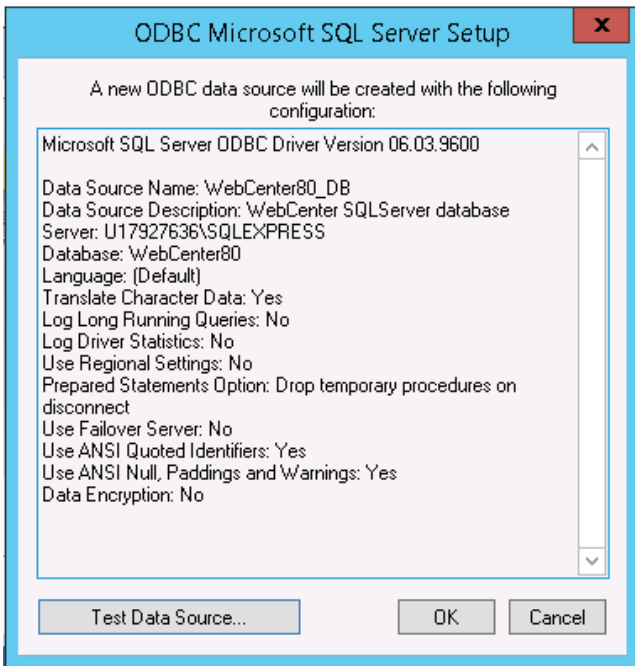 ODBC Microsoft SQL Server Setup
x
A new ODBC data source will be created with the following
configuration:
Microsoft SQL Server ODBC Driver Version 06.03.9600
Data Source Name: WebCenter80_DB
Data Source Description: WebCenter SQLServer database
Server: U17927636\SQLEXPRESS
Database: WebCenter80
Language: (Default)
Translate Character Data: Yes
Log Long Running Queries: No
Log Driver Statistics: No
Use Regional Settings: No
Prepared Statements Option: Drop temporary procedures on
disconnect
Use Failover Server: No
Use ANSI Quoted Identifiers: Yes
Use ANSI Null, Paddings and Warnings: Yes
Data Encryption: No
Test Data Source... OK Cancel